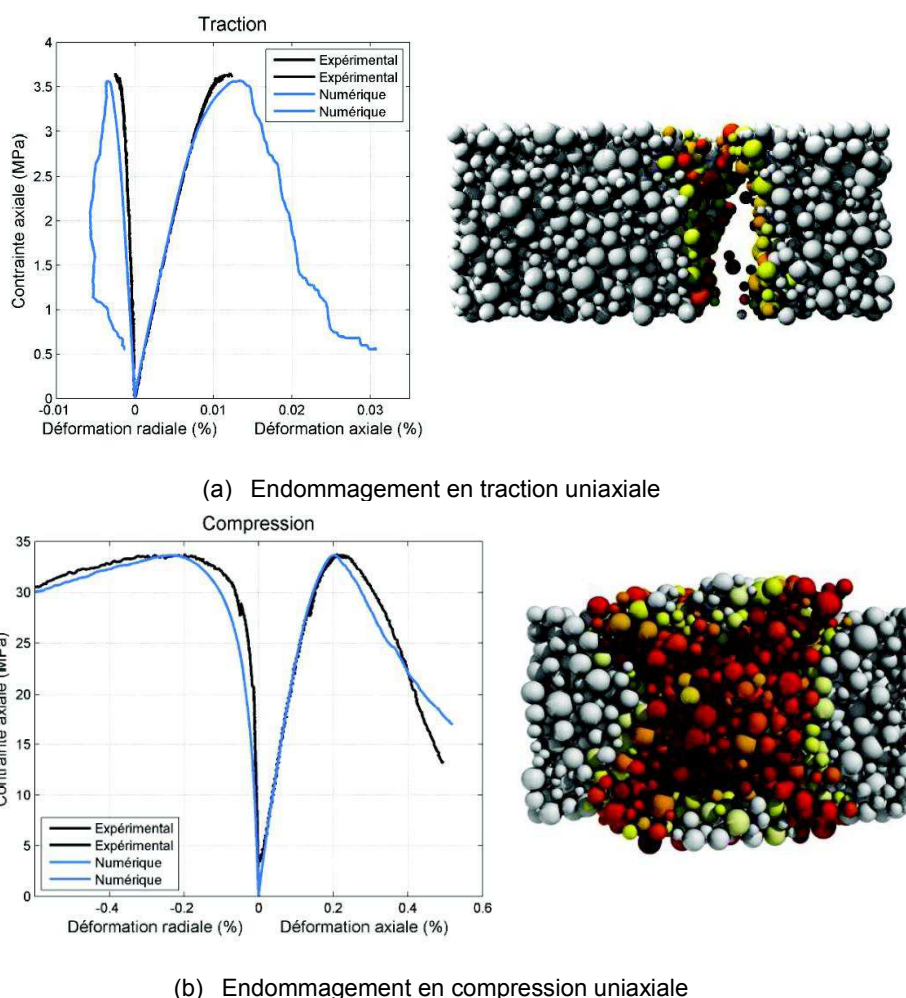 Traction
4
3.5
3
2.5
2
1.5
1
0.5
0
Contrainte axiale (MPa)
Expérimental
Expérimental
Numérique
Numérique
-0.01 0 0.01 0.02 0.03
Déformation radiale (%) Déformation axiale (%)
(a) Endommagement en traction uniaxiale
Compression
35
30
25
20
15
10
5
0
Contrainte axiale (MPa)
Expérimental
Expérimental
Numérique
Numérique
-0.4 -0.2 0 0.2 0.4 0.6
Déformation radiale (%) Déformation axiale (%)
(b) Endommagement en compression uniaxiale